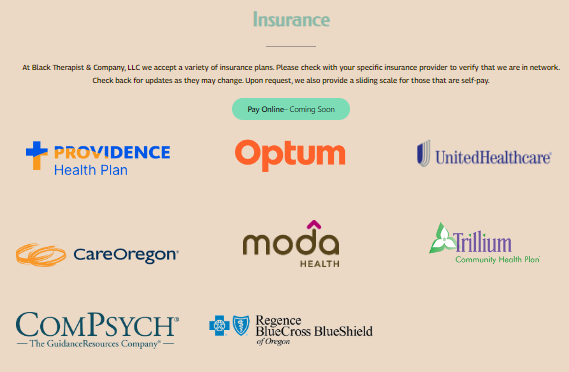 Insurance
At Black Therapist & Company, LLC we accept a variety of insurance plans. Please check with your specific insurance provider to verify that we are in network.
Check back for updates as they may change. Upon request, we also provide a sliding scale for those that are self-pay.
Pay Online- Coming Soon
PROVIDENCE
Health Plan
Optum
UnitedHealthcare®
CareOregon®
moda
HEALTH
Trillium
Community Health Plan
COMPSYCH®
The GuidanceResources Company®
Regence
BlueCross BlueShield
of Oregon